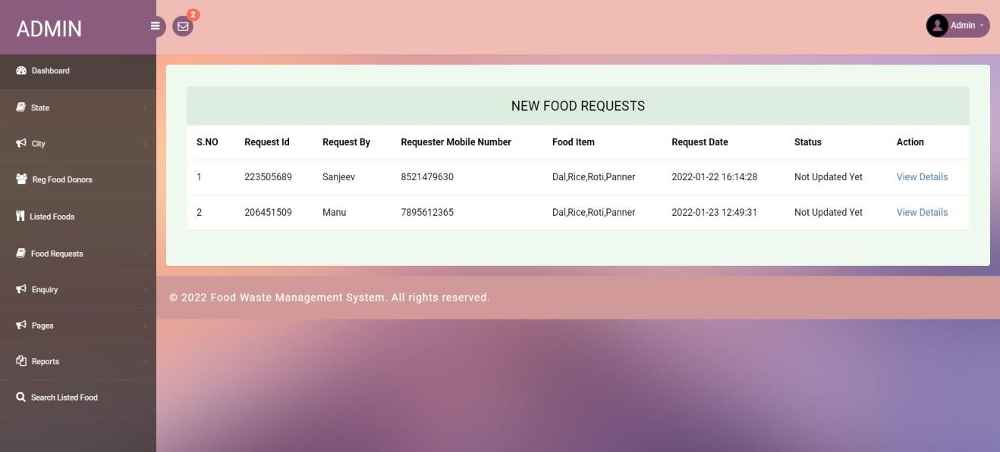 ADMIN
2
Admin
Dashboard
State
City
Reg Food Donors
Listed Foods
Food Requests
Enquiry
Pages
Reports
Search Listed Food
NEW FOOD REQUESTS
S.NO Request Id Request By Requester Mobile Number Food Item Request Date Status Action
1 223505689 Sanjeev 8521479630 Dal,Rice,Roti,Panner 2022-01-22 16:14:28 Not Updated Yet View Details
2 206451509 Manu 7895612365 Dal,Rice,Roti,Panner 2022-01-23 12:49:31 Not Updated Yet View Details
© 2022 Food Waste Management System. All rights reserved.